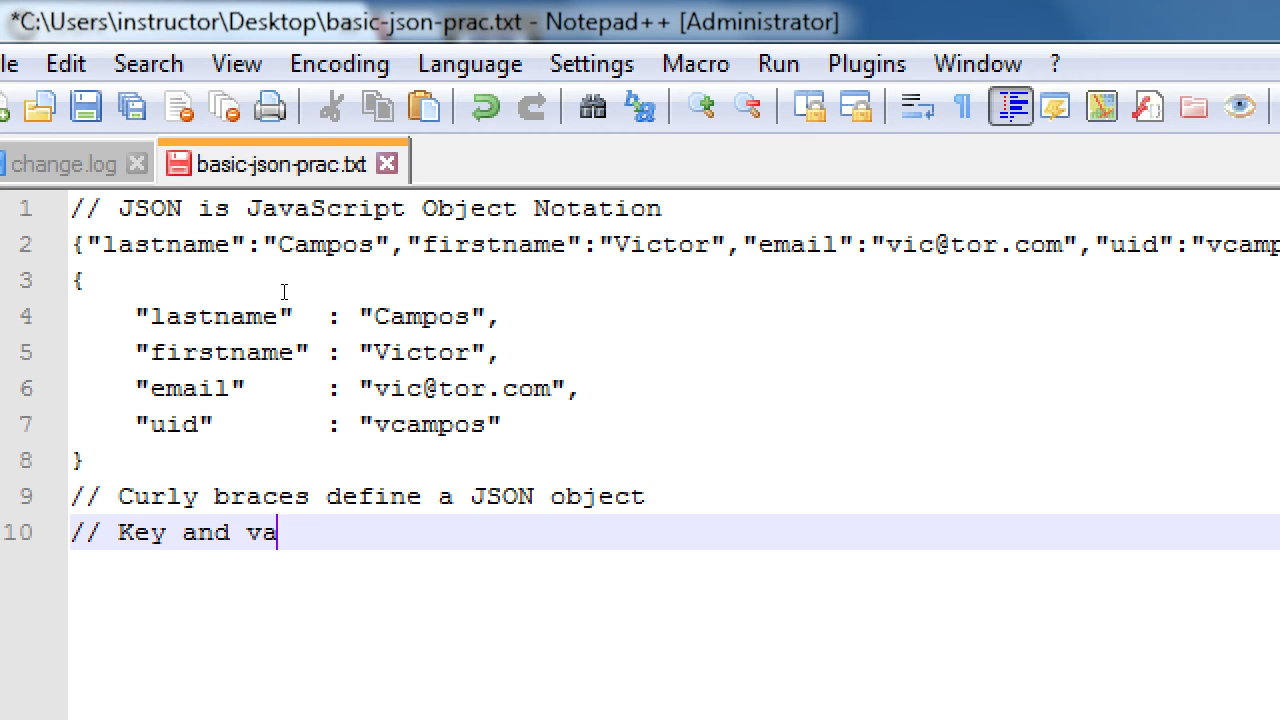 *C:\Users\instructor\Desktop\basic-json-prac.txt - Notepad++ [Administrator]
le Edit Search View Encoding Language Settings Macro Run Plugins Window ?
change.log basic-json-prac.txt
1 // JSON is JavaScript Object Notation
2 {"lastname":"Campos","firstname":"Victor","email":"vic@tor.com","uid":"vcamp
3 {
4 "lastname" : "Campos",
5 "firstname" : "Victor",
6 "email" : "vic@tor.com",
7 "uid" : "vcampos"
8 }
9 // Curly braces define a JSON object
10 // Key and va